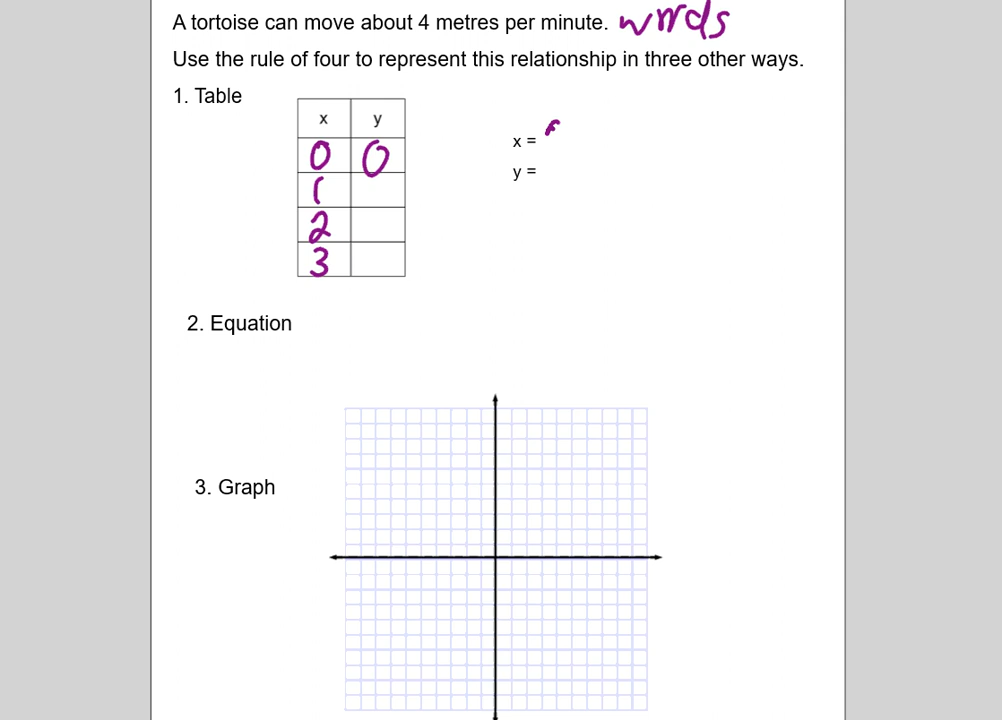 A tortoise can move about 4 metres per minute. words
Use the rule of four to represent this relationship in three other ways.
1. Table
x y
0 0
1
2
3
x =
y =
2. Equation
3. Graph